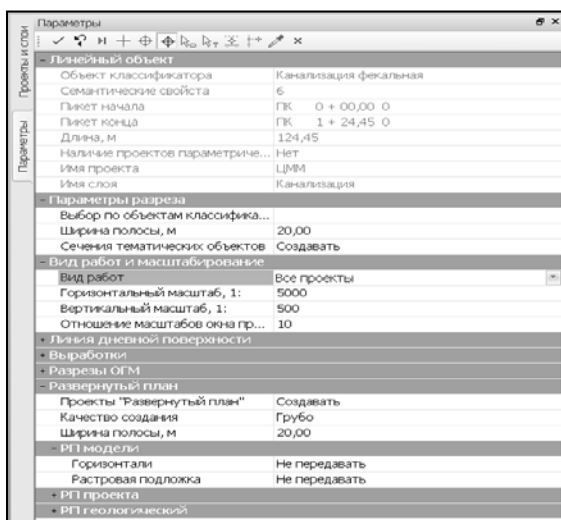 Параметры
Проекты и слои
Параметры
- Линейный объект
Объект классификатора Канализация фекальная
Семантические свойства 6
Пикет начала ПК 0 + 00,00 0
Пикет конца ПК 1 + 24,45 0
Длина, м 124,45
Наличие проектов параметриче... Нет
Имя проекта ЦММ
Имя слоя Канализация
- Параметры разреза
Выбор по объектам классифика...
Ширина полосы, м 20,00
Сечения тематических объектов Создавать
- Вид работ и масштабирование
Вид работ Все проекты
Горизонтальный масштаб, 1: 5000
Вертикальный масштаб, 1: 500
Отношение масштабов окна пр... 10
+ Линия дневной поверхности
+ Выработки
+ Разрезы ОГМ
- Развернутый план
Проекты "Развернутый план" Создавать
Качество создания Грубо
Ширина полосы, м 20,00
- РП модели
Горизонтали Не передавать
Растровая подложка Не передавать
+ РП проекта
+ РП геологический